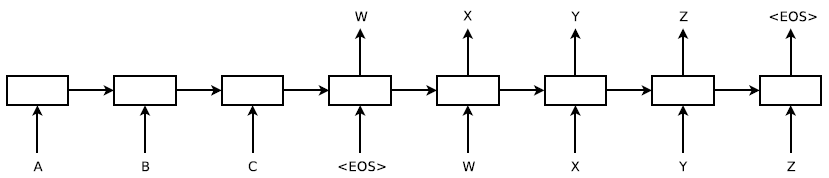 W X Y Z <EOS>
A B C <EOS> W X Y Z